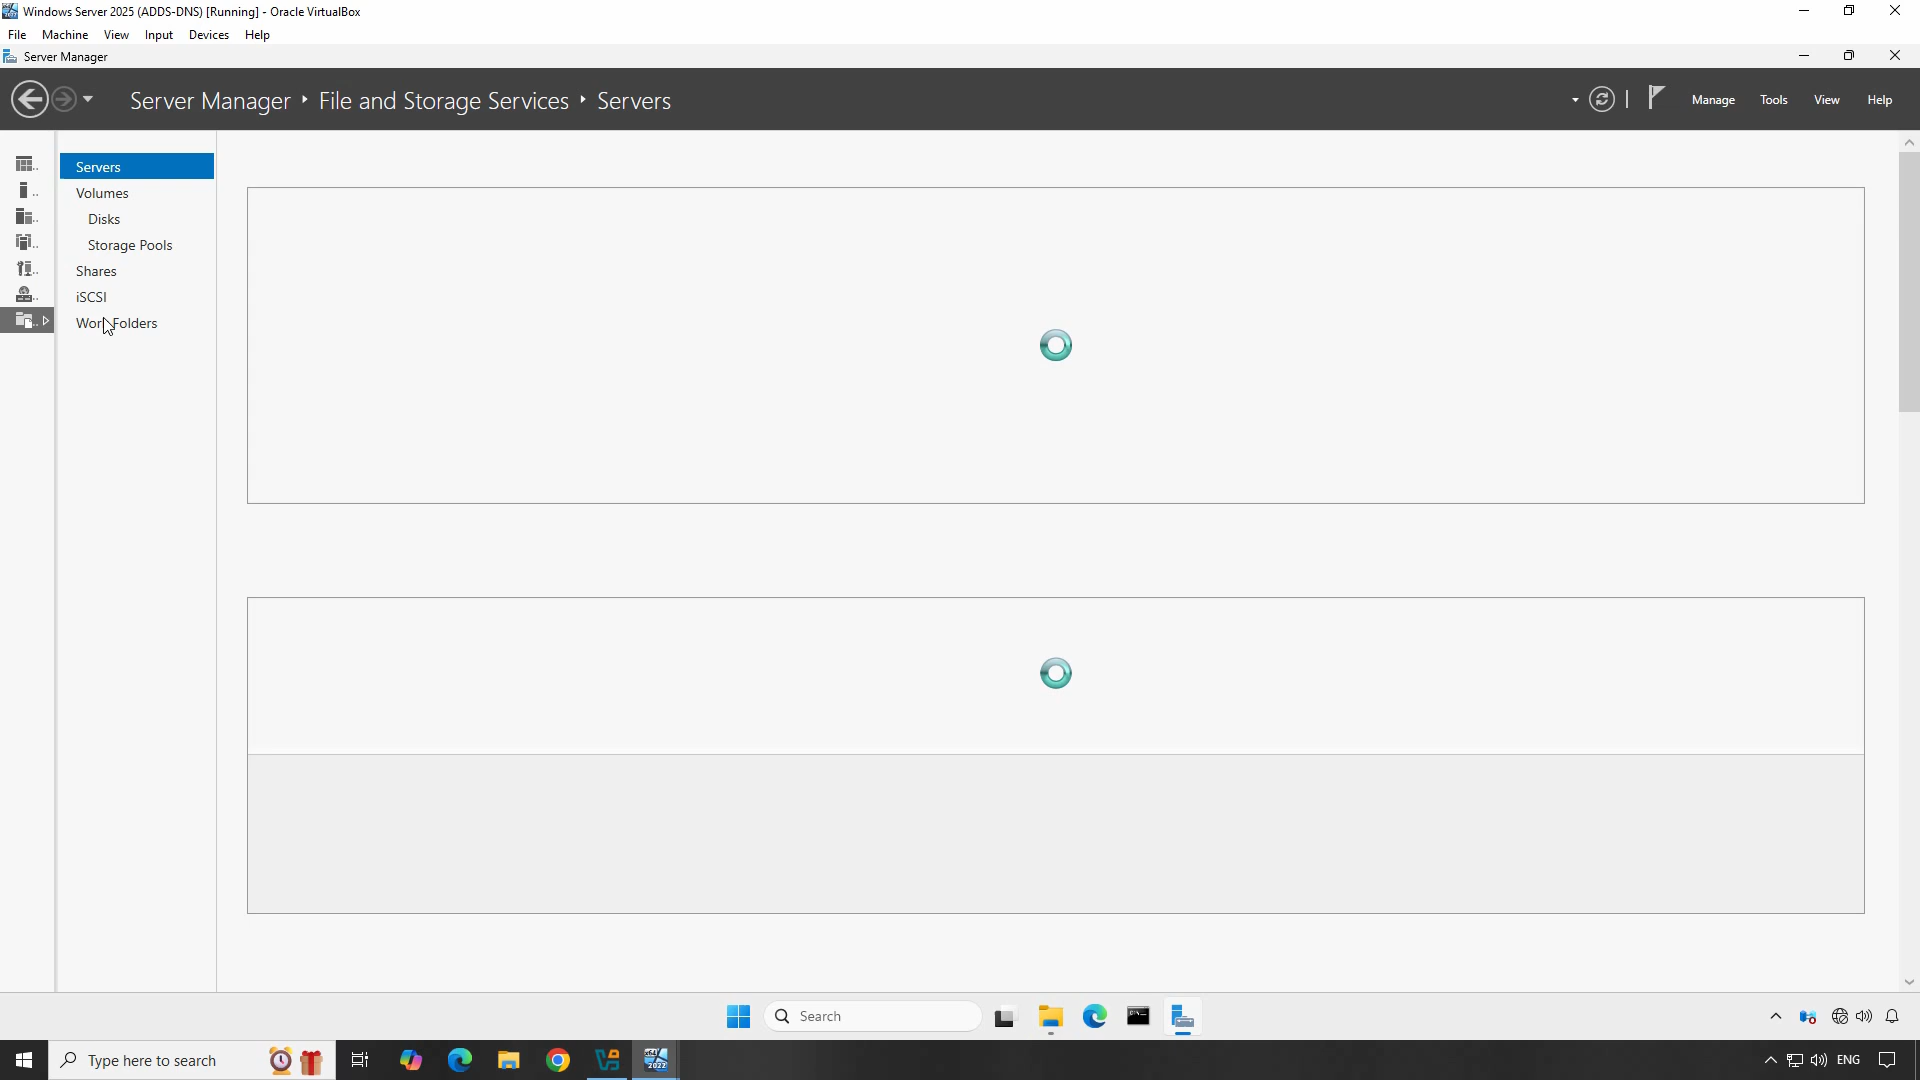 Windows Server 2025 (ADDS-DNS) [Running] - Oracle VirtualBox
File Machine View Input Devices Help
Server Manager
Server Manager File and Storage Services Servers
Manage Tools View Help
Servers
Volumes
Disks
Storage Pools
Shares
iSCSI
Work Folders
Search
Type here to search
x64
2022
ENG